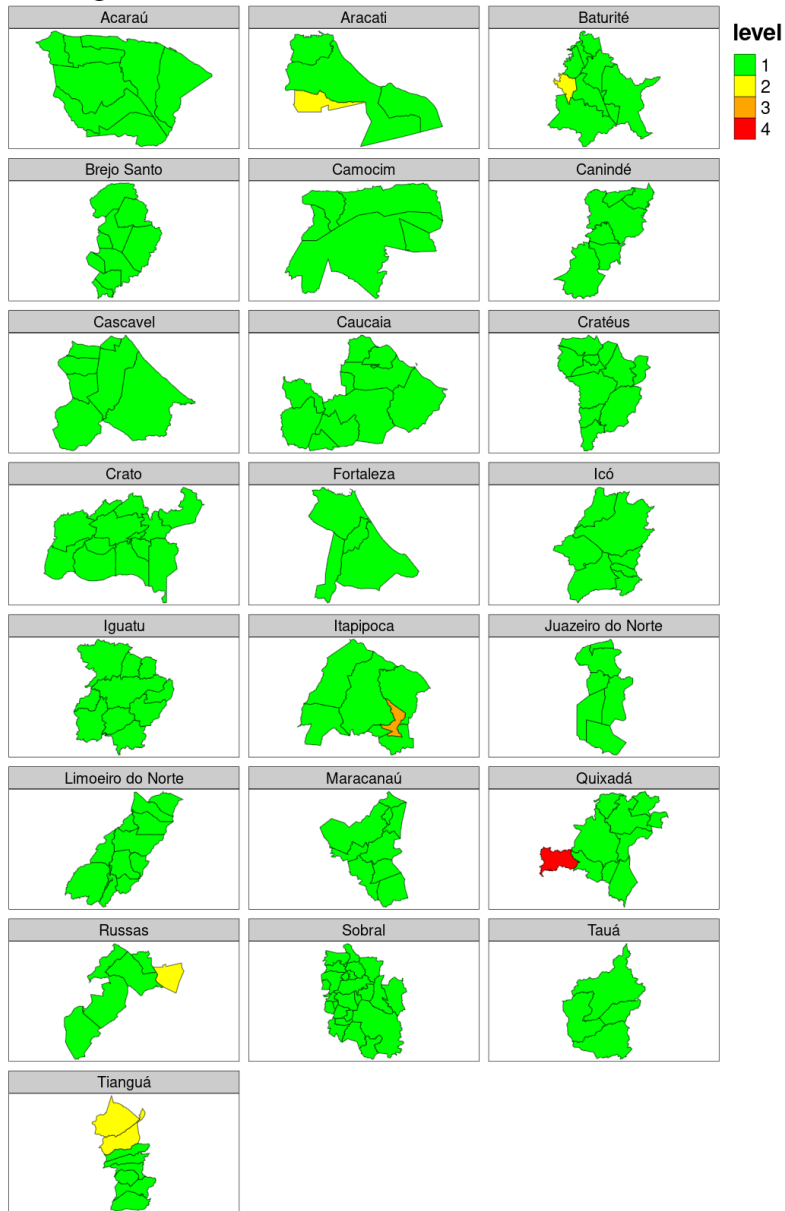 Acaraú
Aracati
Baturité
level
1
2
3
4
Brejo Santo
Camocim
Canindé
Cascavel
Caucaia
Cratéus
Crato
Fortaleza
Icó
Iguatu
Itapipoca
Juazeiro do Norte
Limoeiro do Norte
Maracanaú
Quixadá
Russas
Sobral
Tauá
Tianguá